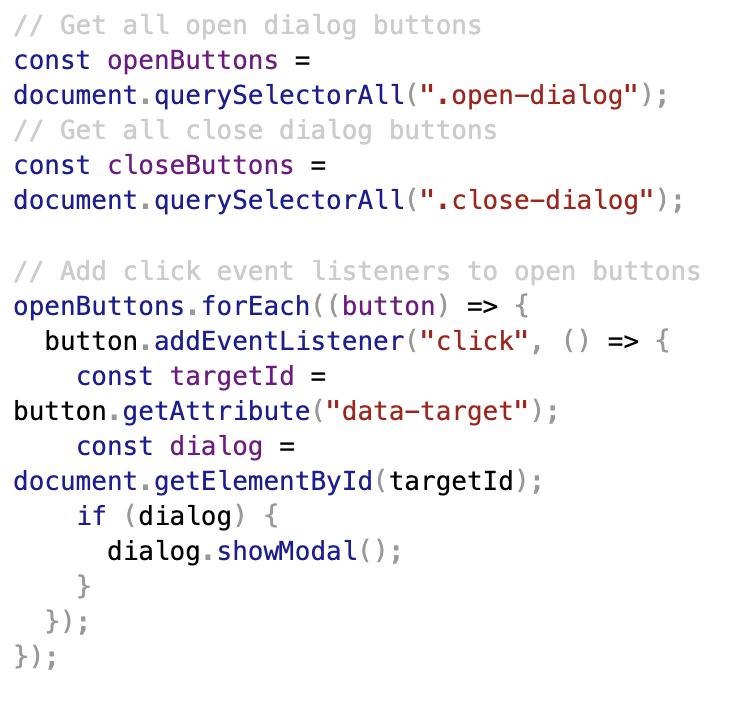 // Get all open dialog buttons
const openButtons =
document.querySelectorAll(".open-dialog");
// Get all close dialog buttons
const closeButtons =
document.querySelectorAll(".close-dialog");

// Add click event listeners to open buttons
openButtons.forEach((button) => {
  button.addEventListener("click", () => {
    const targetId =
button.getAttribute("data-target");
    const dialog =
document.getElementById(targetId);
    if (dialog) {
      dialog.showModal();
    }
  });
});